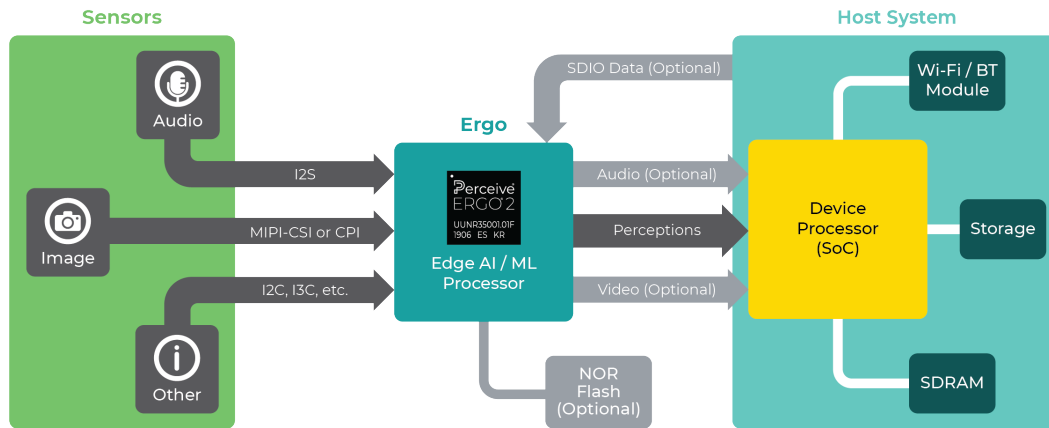 Sensors
Host System
Audio
Image
Other
I2S
MIPI-CSI or CPI
I2C, I3C, etc.
Ergo
Perceive
ERGO 2
UUNR35001.01F
1906 ES KR
Edge AI / ML
Processor
NOR
Flash
(Optional)
SDIO Data (Optional)
Audio (Optional)
Perceptions
Video (Optional)
Device
Processor
(SoC)
Wi-Fi / BT
Module
Storage
SDRAM